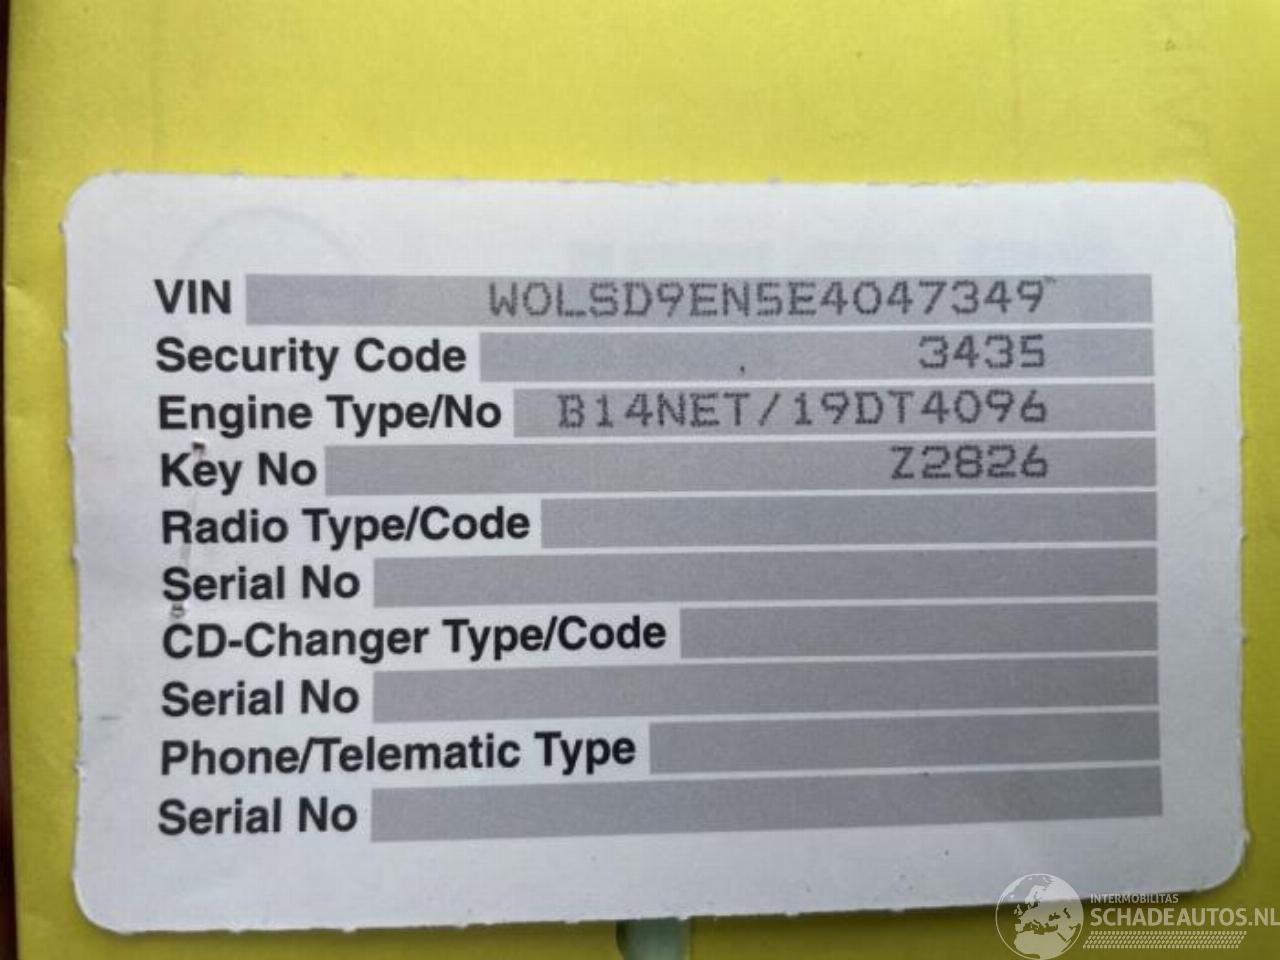 VIN W0LSD9EN5E4047349
Security Code 3435
Engine Type/No B14NET/19DT4096
Key No Z2826
Radio Type/Code
Serial No
CD-Changer Type/Code
Serial No
Phone/Telematic Type
Serial No
INTERMOBILITAS
SCHADEAUTOS.NL